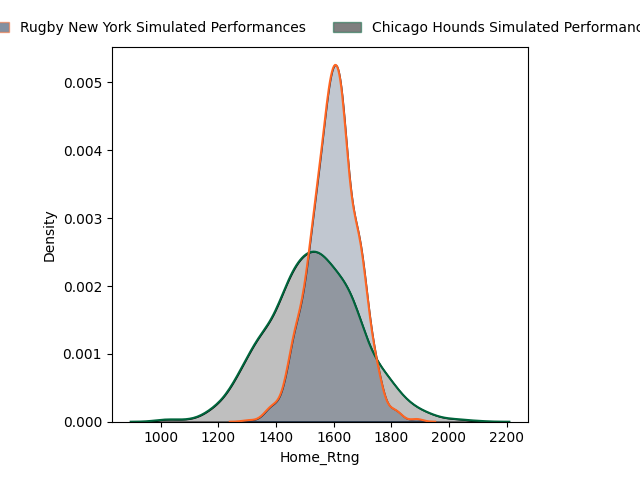 Rugby New York Simulated Performances
Chicago Hounds Simulated
0.005
0.004
0.003
0.002
0.001
0.000
Density
1000 1200 1400 1600 1800 2000 2200
Home_Rtng